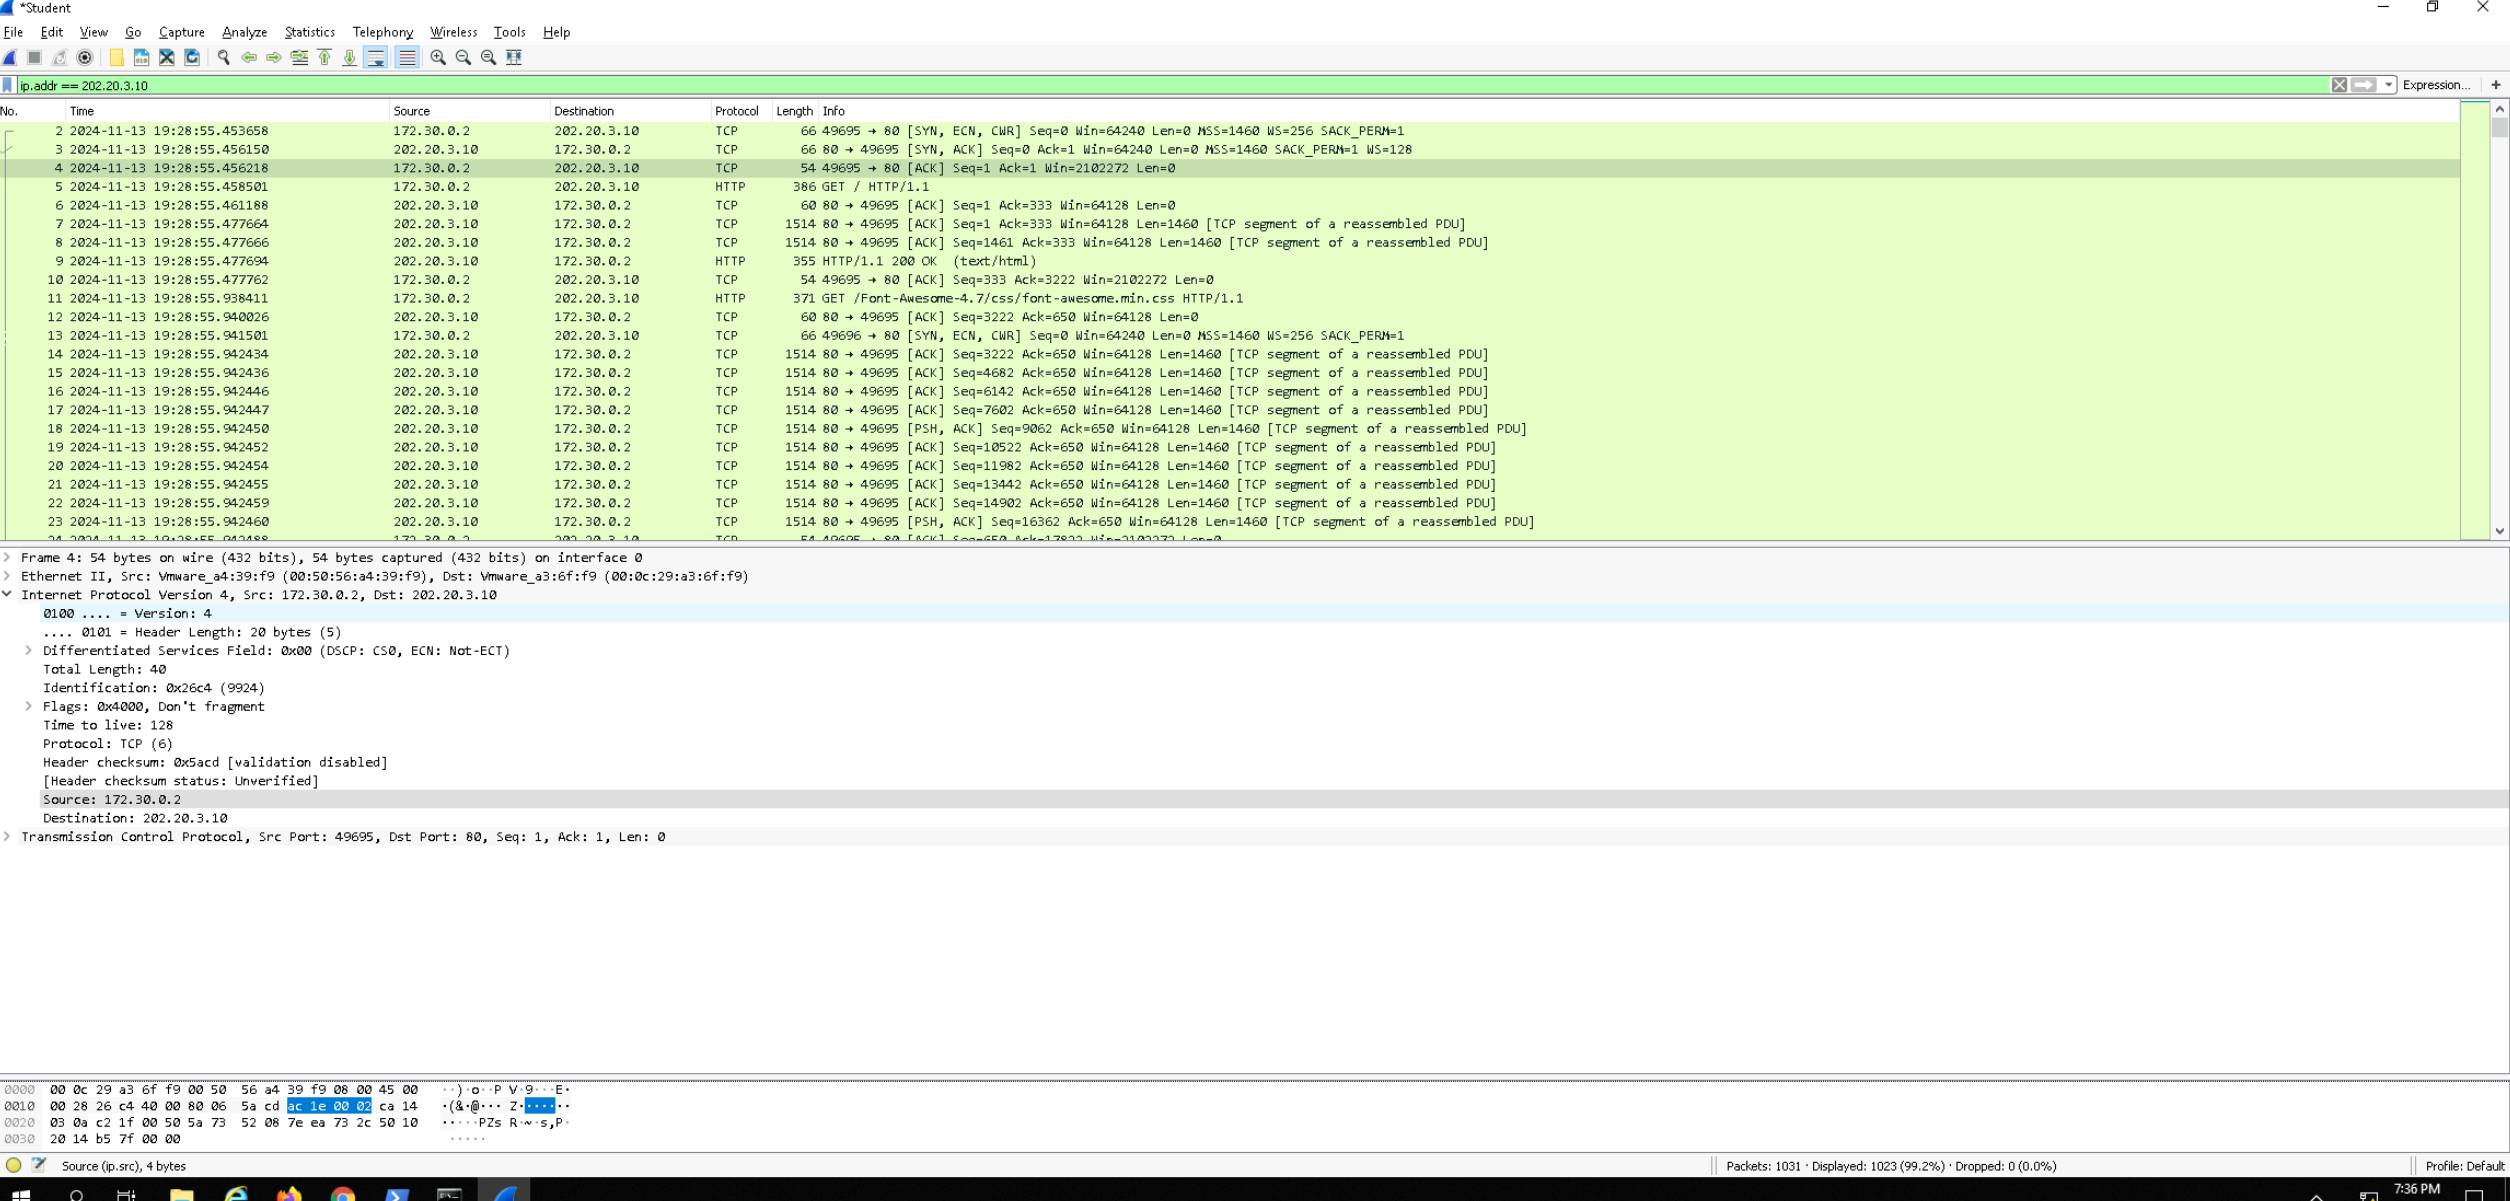 *Student
File Edit View Go Capture Analyze Statistics Telephony Wireless Tools Help
ip.addr == 202.20.3.10
Expression...
+
No. Time Source Destination Protocol Length Info
2 2024-11-13 19:28:55.453658 172.30.0.2 202.20.3.10 TCP 66 49695 → 80 [SYN, ECN, CWR] Seq=0 Win=64240 Len=0 MSS=1460 WS=256 SACK_PERM=1
3 2024-11-13 19:28:55.456150 202.20.3.10 172.30.0.2 TCP 66 80 → 49695 [SYN, ACK] Seq=0 Ack=1 Win=64240 Len=0 MSS=1460 SACK_PERM=1 WS=128
4 2024-11-13 19:28:55.456218 172.30.0.2 202.20.3.10 TCP 54 49695 → 80 [ACK] Seq=1 Ack=1 Win=2102272 Len=0
5 2024-11-13 19:28:55.458501 172.30.0.2 202.20.3.10 HTTP 386 GET / HTTP/1.1
6 2024-11-13 19:28:55.461188 202.20.3.10 172.30.0.2 TCP 60 80 → 49695 [ACK] Seq=1 Ack=333 Win=64128 Len=0
7 2024-11-13 19:28:55.477664 202.20.3.10 172.30.0.2 TCP 1514 80 → 49695 [ACK] Seq=1 Ack=333 Win=64128 Len=1460 [TCP segment of a reassembled PDU]
8 2024-11-13 19:28:55.477666 202.20.3.10 172.30.0.2 TCP 1514 80 → 49695 [ACK] Seq=1461 Ack=333 Win=64128 Len=1460 [TCP segment of a reassembled PDU]
9 2024-11-13 19:28:55.477694 202.20.3.10 172.30.0.2 HTTP 355 HTTP/1.1 200 OK (text/html)
10 2024-11-13 19:28:55.477762 172.30.0.2 202.20.3.10 TCP 54 49695 → 80 [ACK] Seq=333 Ack=3222 Win=2102272 Len=0
11 2024-11-13 19:28:55.938411 172.30.0.2 202.20.3.10 HTTP 371 GET /Font-Awesome-4.7/css/font-awesome.min.css HTTP/1.1
12 2024-11-13 19:28:55.940026 202.20.3.10 172.30.0.2 TCP 60 80 → 49695 [ACK] Seq=3222 Ack=650 Win=64128 Len=0
13 2024-11-13 19:28:55.941501 172.30.0.2 202.20.3.10 TCP 66 49696 → 80 [SYN, ECN, CWR] Seq=0 Win=64240 Len=0 MSS=1460 WS=256 SACK_PERM=1
14 2024-11-13 19:28:55.942434 202.20.3.10 172.30.0.2 TCP 1514 80 → 49695 [ACK] Seq=3222 Ack=650 Win=64128 Len=1460 [TCP segment of a reassembled PDU]
15 2024-11-13 19:28:55.942436 202.20.3.10 172.30.0.2 TCP 1514 80 → 49695 [ACK] Seq=4682 Ack=650 Win=64128 Len=1460 [TCP segment of a reassembled PDU]
16 2024-11-13 19:28:55.942446 202.20.3.10 172.30.0.2 TCP 1514 80 → 49695 [ACK] Seq=6142 Ack=650 Win=64128 Len=1460 [TCP segment of a reassembled PDU]
17 2024-11-13 19:28:55.942447 202.20.3.10 172.30.0.2 TCP 1514 80 → 49695 [ACK] Seq=7602 Ack=650 Win=64128 Len=1460 [TCP segment of a reassembled PDU]
18 2024-11-13 19:28:55.942450 202.20.3.10 172.30.0.2 TCP 1514 80 → 49695 [PSH, ACK] Seq=9062 Ack=650 Win=64128 Len=1460 [TCP segment of a reassembled PDU]
19 2024-11-13 19:28:55.942452 202.20.3.10 172.30.0.2 TCP 1514 80 → 49695 [ACK] Seq=10522 Ack=650 Win=64128 Len=1460 [TCP segment of a reassembled PDU]
20 2024-11-13 19:28:55.942454 202.20.3.10 172.30.0.2 TCP 1514 80 → 49695 [ACK] Seq=11982 Ack=650 Win=64128 Len=1460 [TCP segment of a reassembled PDU]
21 2024-11-13 19:28:55.942455 202.20.3.10 172.30.0.2 TCP 1514 80 → 49695 [ACK] Seq=13442 Ack=650 Win=64128 Len=1460 [TCP segment of a reassembled PDU]
22 2024-11-13 19:28:55.942459 202.20.3.10 172.30.0.2 TCP 1514 80 → 49695 [ACK] Seq=14902 Ack=650 Win=64128 Len=1460 [TCP segment of a reassembled PDU]
23 2024-11-13 19:28:55.942460 202.20.3.10 172.30.0.2 TCP 1514 80 → 49695 [PSH, ACK] Seq=16362 Ack=650 Win=64128 Len=1460 [TCP segment of a reassembled PDU]
24 2024-11-13 19:28:55.942488 172.30.0.2 202.20.3.10 TCP 54 49695 → 80 [ACK] Seq=650 Ack=17822 Win=2102272 Len=0
Frame 4: 54 bytes on wire (432 bits), 54 bytes captured (432 bits) on interface 0
Ethernet II, Src: Vmware_a4:39:f9 (00:50:56:a4:39:f9), Dst: Vmware_a3:6f:f9 (00:0c:29:a3:6f:f9)
Internet Protocol Version 4, Src: 172.30.0.2, Dst: 202.20.3.10
0100 .... = Version: 4
.... 0101 = Header Length: 20 bytes (5)
Differentiated Services Field: 0x00 (DSCP: CS0, ECN: Not-ECT)
Total Length: 40
Identification: 0x26c4 (9924)
Flags: 0x4000, Don't fragment
Time to live: 128
Protocol: TCP (6)
Header checksum: 0x5acd [validation disabled]
[Header checksum status: Unverified]
Source: 172.30.0.2
Destination: 202.20.3.10
Transmission Control Protocol, Src Port: 49695, Dst Port: 80, Seq: 1, Ack: 1, Len: 0
0000 00 0c 29 a3 6f f9 00 50 56 a4 39 f9 08 00 45 00 ··)·o··P V·9···E·
0010 00 28 26 c4 40 00 80 06 5a cd ac 1e 00 02 ca 14 ·(&·@··· Z·······
0020 03 0a c2 1f 00 50 5a 73 52 08 7e ea 73 2c 50 10 ·····PZs R·~·s,P·
0030 20 14 b5 7f 00 00 ·····
Source (ip.src), 4 bytes
Packets: 1031 · Displayed: 1023 (99.2%) · Dropped: 0 (0.0%)
Profile: Default
7:36 PM